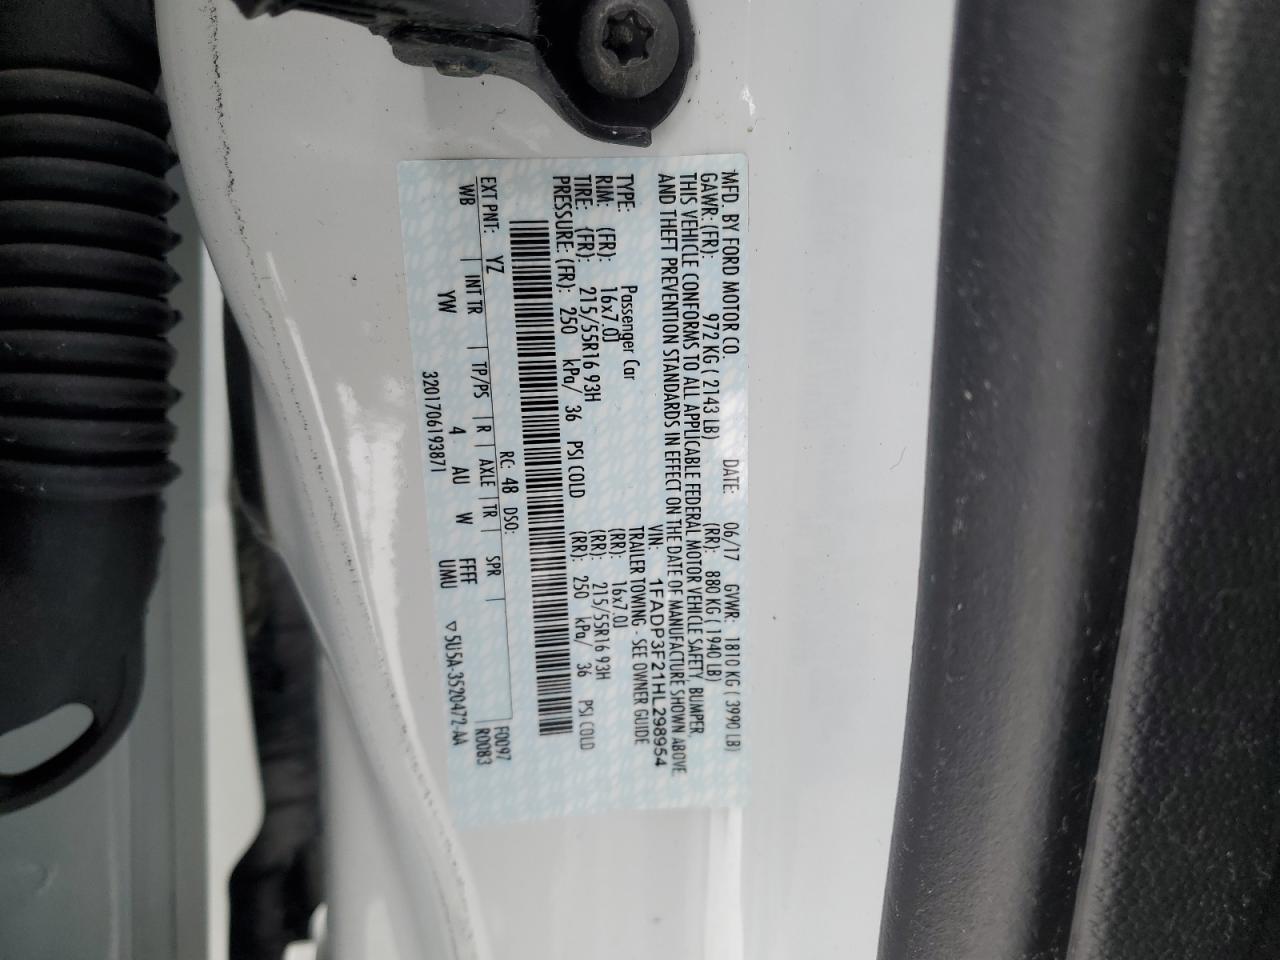 MFD. BY FORD MOTOR CO. DATE: 06/17 GVWR: 1810 KG ( 3990 LB)
GAWR: (FR): 972 KG ( 2143 LB) (RR): 880 KG ( 1940 LB)
THIS VEHICLE CONFORMS TO ALL APPLICABLE FEDERAL MOTOR VEHICLE SAFETY, BUMPER
AND THEFT PREVENTION STANDARDS IN EFFECT ON THE DATE OF MANUFACTURE SHOWN ABOVE
VIN: 1FADP3F21HL298954
TYPE: Passenger Car TRAILER TOWING - SEE OWNER GUIDE
RIM: (FR): 16x7.0J (RR): 16x7.0J
TIRE: (FR): 215/55R16 93H (RR): 215/55R16 93H
PRESSURE: (FR): 250 kPa/ 36 PSI COLD (RR): 250 kPa/ 36 PSI COLD
RC: 48 DSO: F0097
EXT PNT: YZ R0083
WB | INT TR | TP/PS | R | AXLE | TR | SPR |
YW 4 AU W FFFF ▽ 5U5A-3520472-AA
3201706193871 UMU